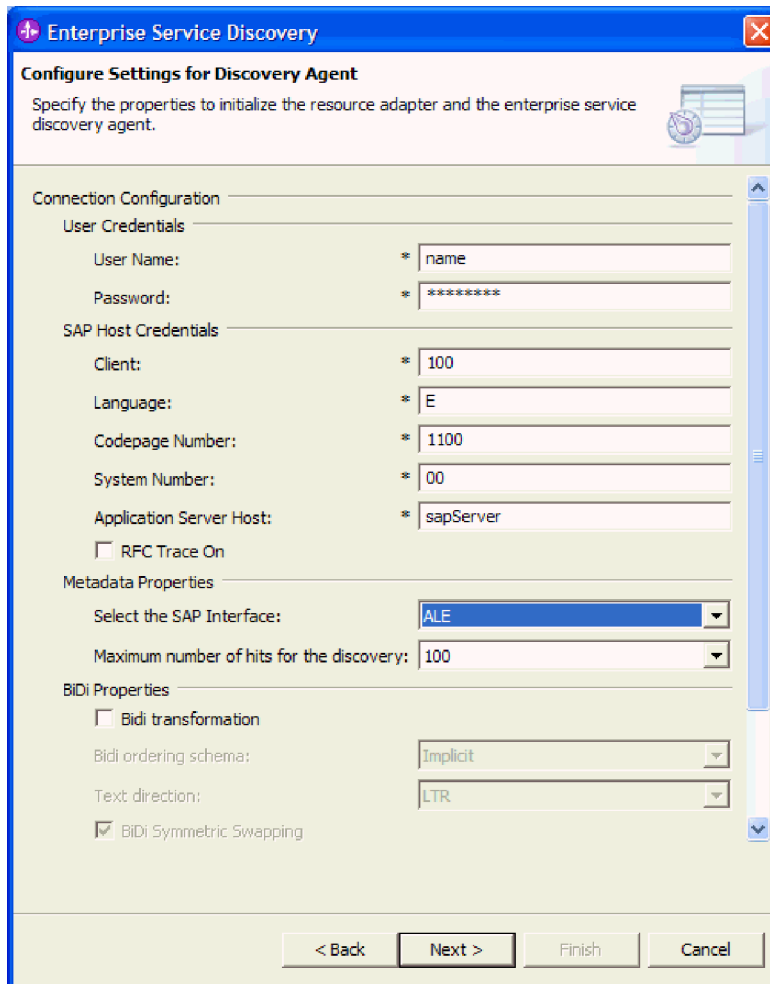 Enterprise Service Discovery
Configure Settings for Discovery Agent
Specify the properties to initialize the resource adapter and the enterprise service
discovery agent.
Connection Configuration
User Credentials
User Name: * name
Password: * ********
SAP Host Credentials
Client: * 100
Language: * E
Codepage Number: * 1100
System Number: * 00
Application Server Host: * sapServer
RFC Trace On
Metadata Properties
Select the SAP Interface: ALE
Maximum number of hits for the discovery: 100
BiDi Properties
Bidi transformation
Bidi ordering schema: Implicit
Text direction: LTR
BiDi Symmetric Swapping
< Back Next > Finish Cancel